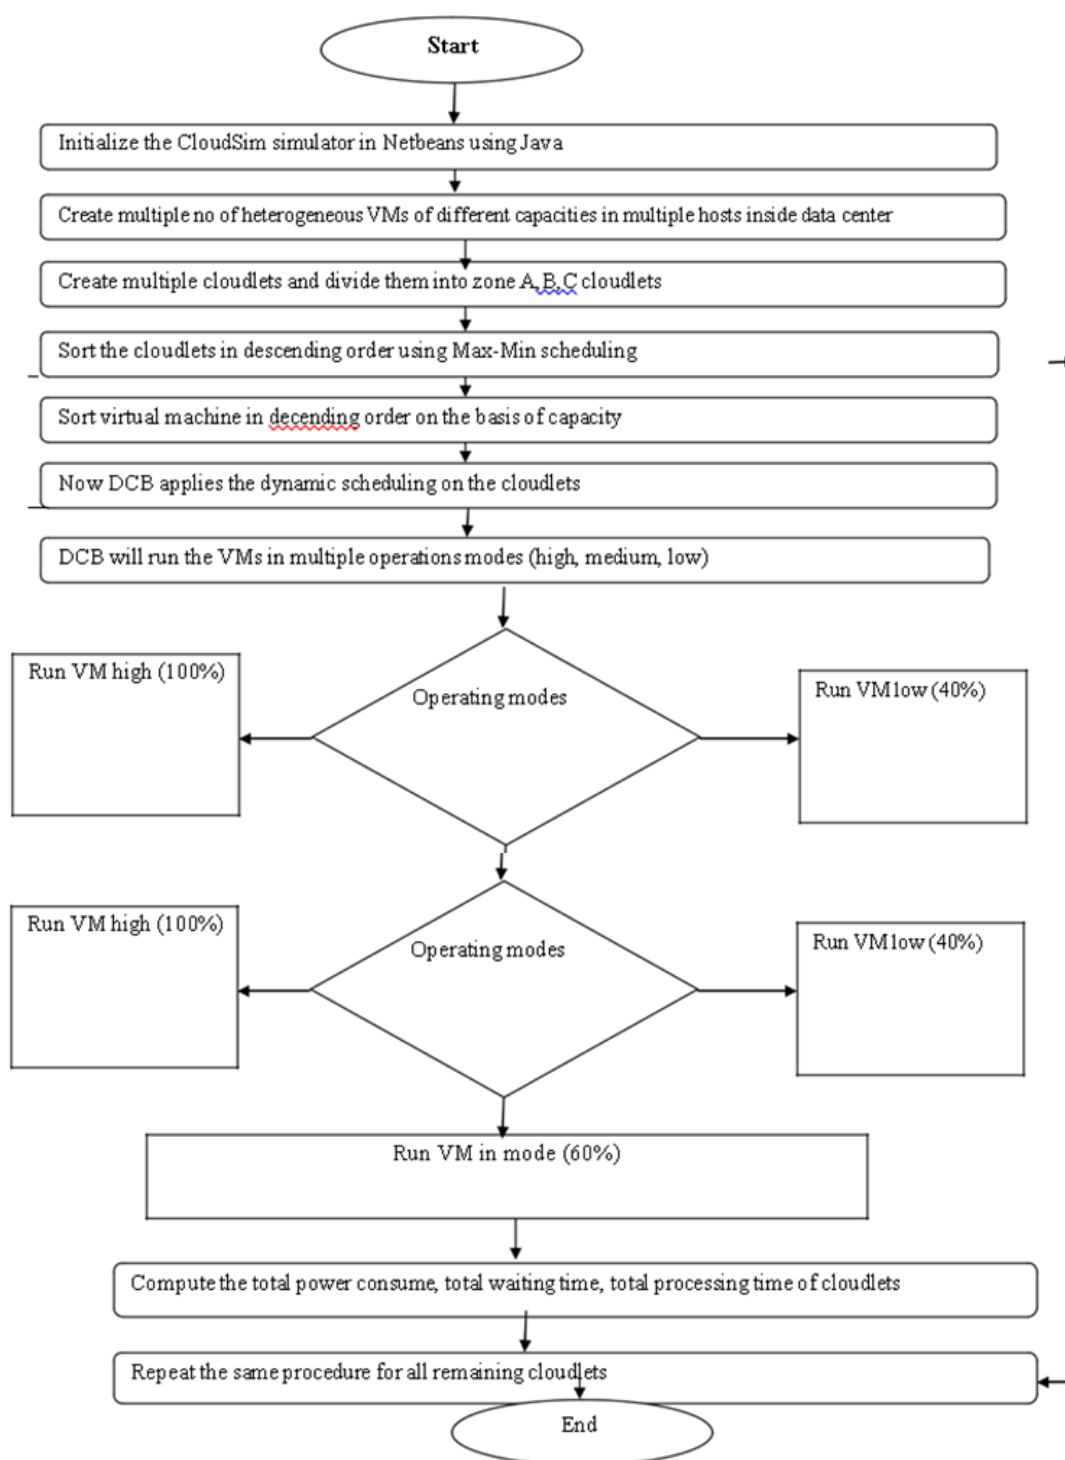 Start
Initialize the CloudSim simulator in Netbeans using Java
Create multiple no of heterogeneous VMs of different capacities in multiple hosts inside data center
Create multiple cloudlets and divide them into zone A,B,C cloudlets
Sort the cloudlets in descending order using Max-Min scheduling
Sort virtual machine in decending order on the basis of capacity
Now DCB applies the dynamic scheduling on the cloudlets
DCB will run the VMs in multiple operations modes (high, medium, low)
Run VM high (100%)
Operating modes
Run VM low (40%)
Run VM high (100%)
Operating modes
Run VM low (40%)
Run VM in mode (60%)
Compute the total power consume, total waiting time, total processing time of cloudlets
Repeat the same procedure for all remaining cloudlets
End